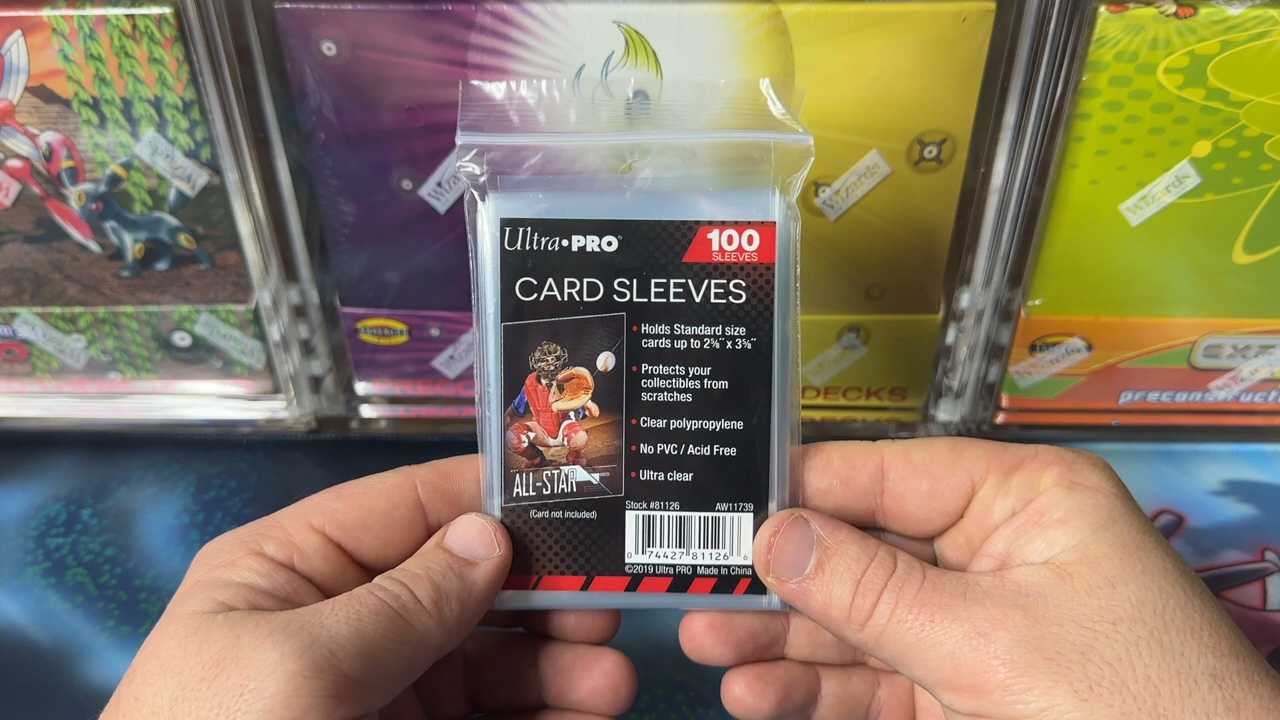 Ultra•PRO®
100
SLEEVES
CARD SLEEVES
• Holds Standard size
cards up to 2⅝" x 3⅝"
• Protects your
collectibles from
scratches
• Clear polypropylene
• No PVC / Acid Free
• Ultra clear
ALL-STAR
(Card not included)
Stock #81126
AW11739
0 74427 81126 6
©2019 Ultra PRO Made In China
Wizards
Wizards
DECKS